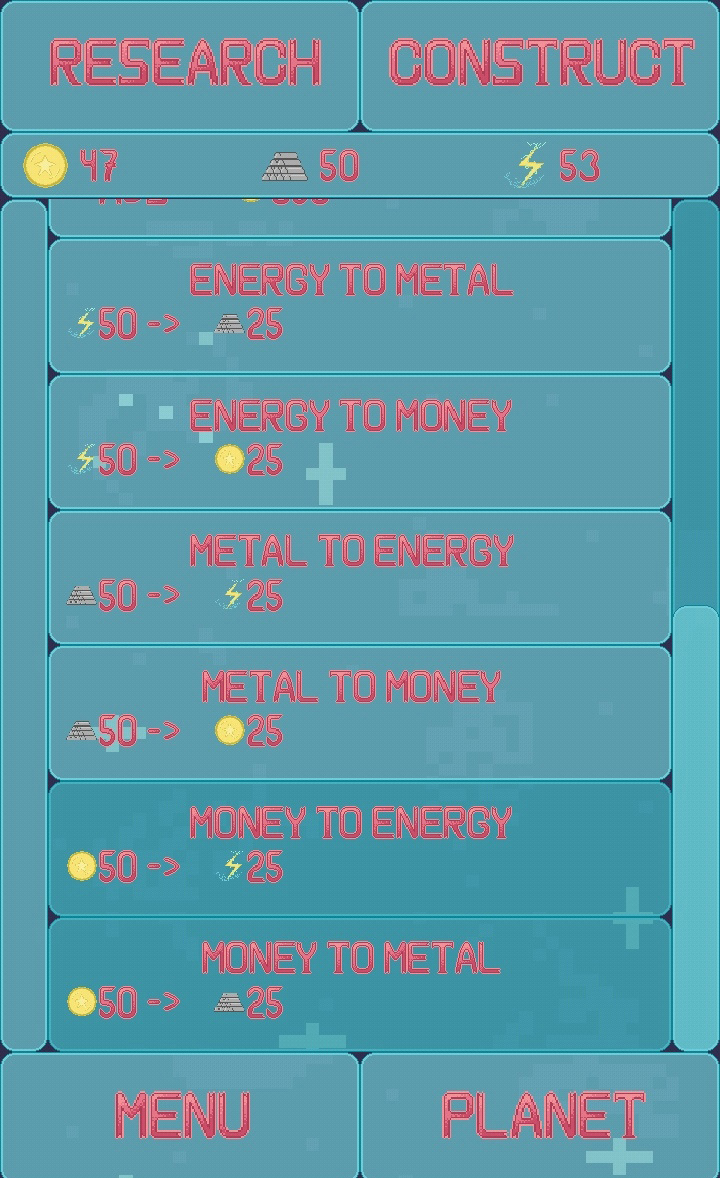 RESEARCH CONSTRUCT
47 50 53
ENERGY TO METAL
50 -> 25
ENERGY TO MONEY
50 -> 25
METAL TO ENERGY
50 -> 25
METAL TO MONEY
50 -> 25
MONEY TO ENERGY
50 -> 25
MONEY TO METAL
50 -> 25
MENU PLANET